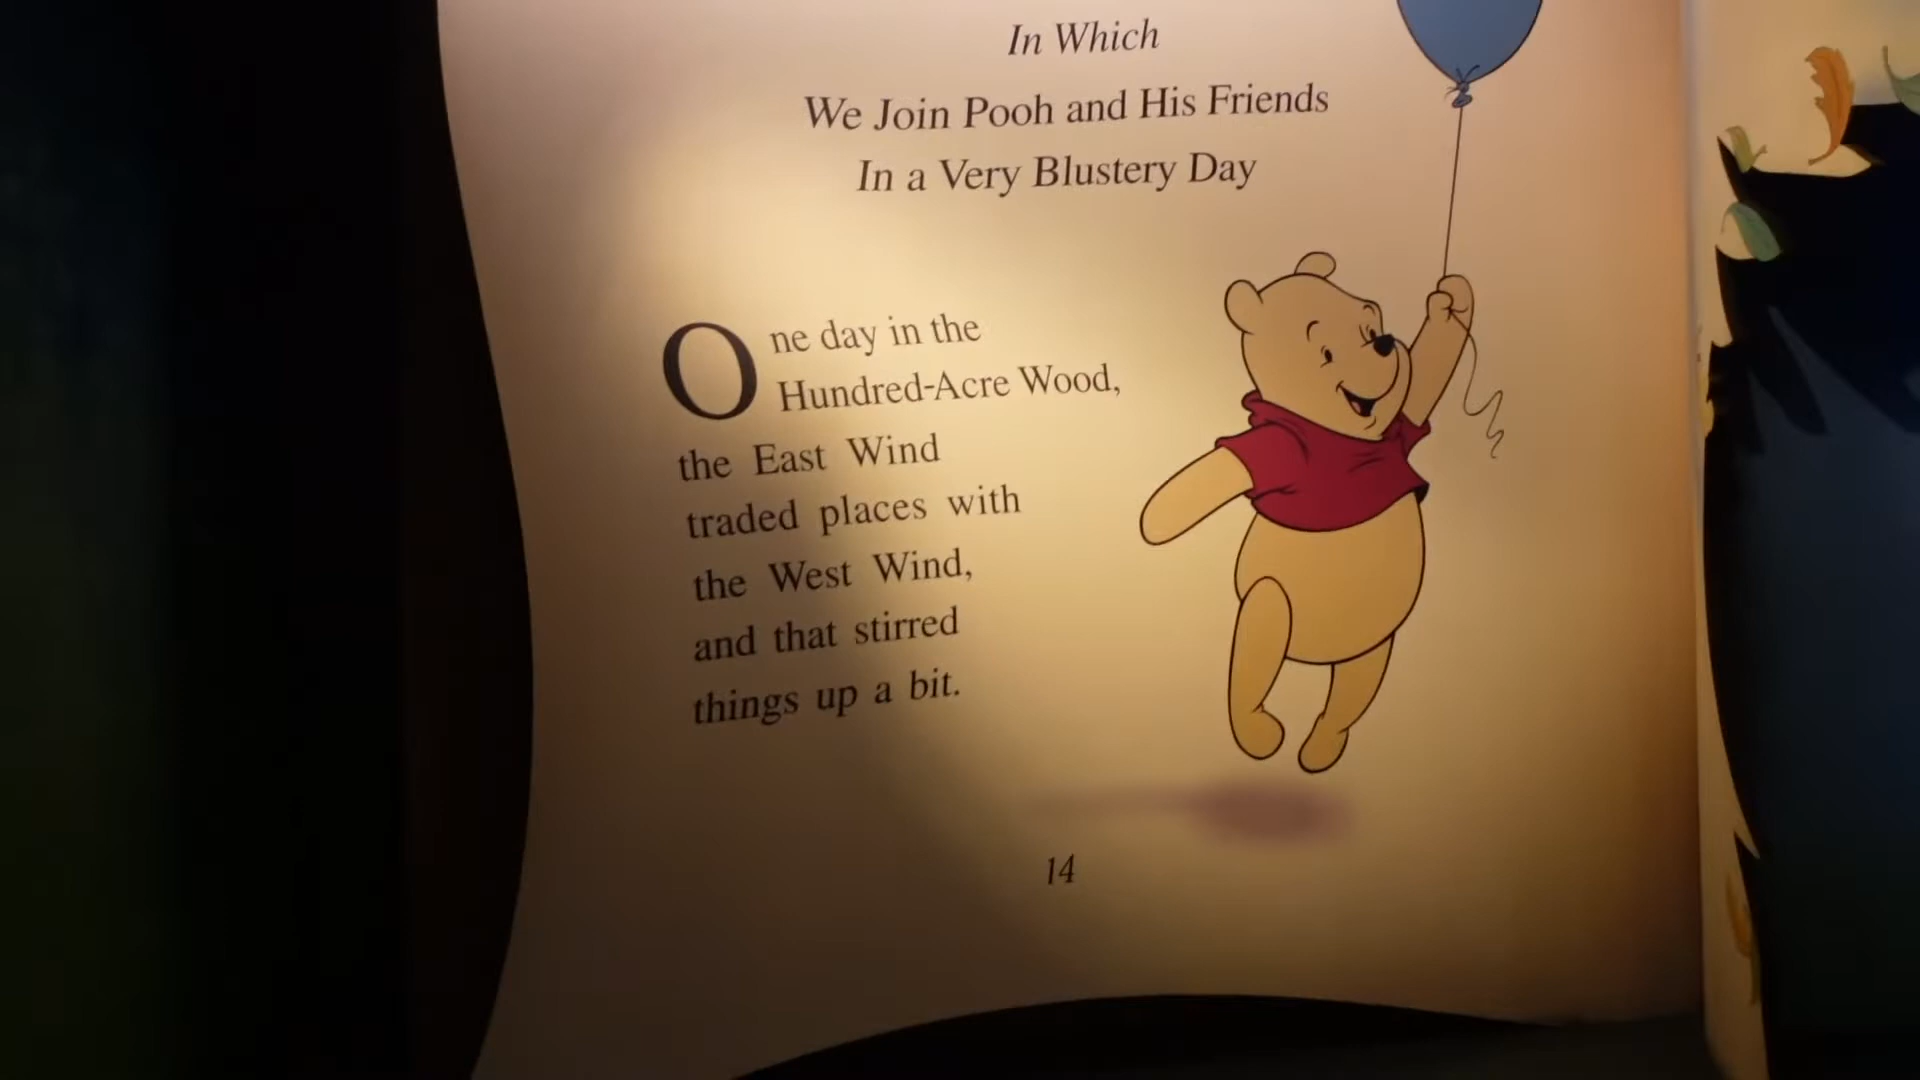 In Which
We Join Pooh and His Friends
In a Very Blustery Day
One day in the
Hundred-Acre Wood,
the East Wind
traded places with
the West Wind,
and that stirred
things up a bit.
14